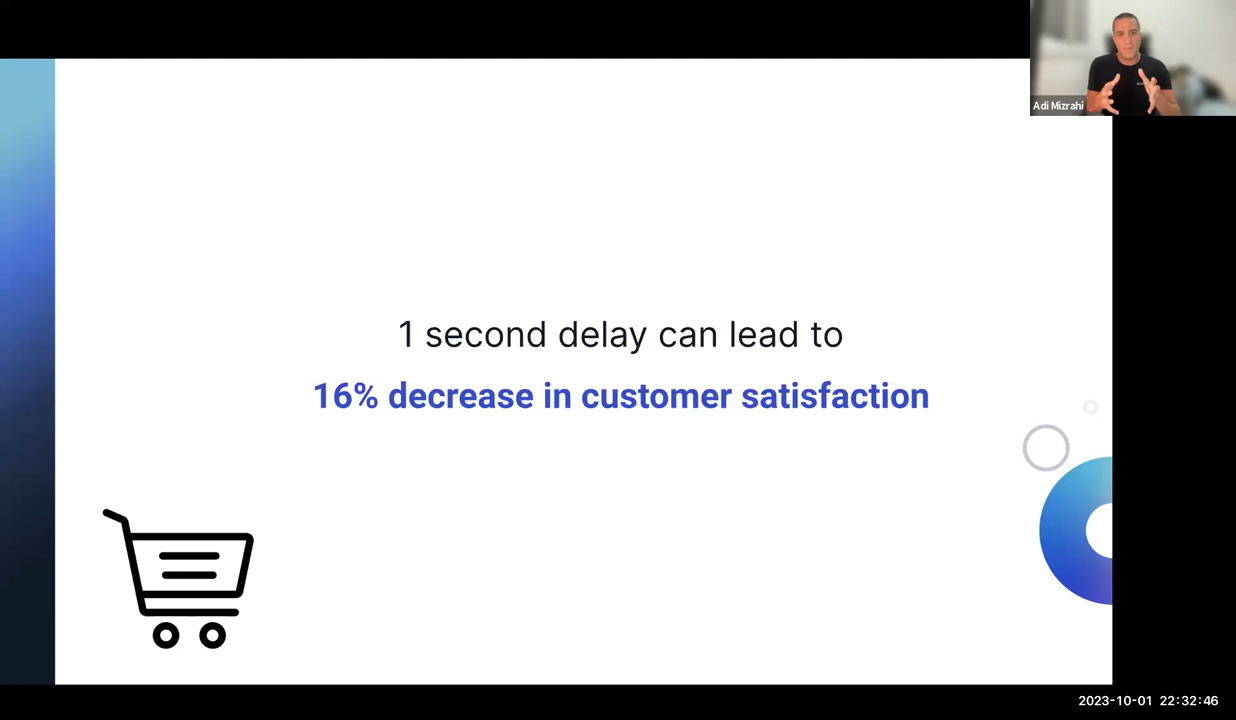 Adi Mizrahi
1 second delay can lead to
16% decrease in customer satisfaction
2023-10-01 22:32:46